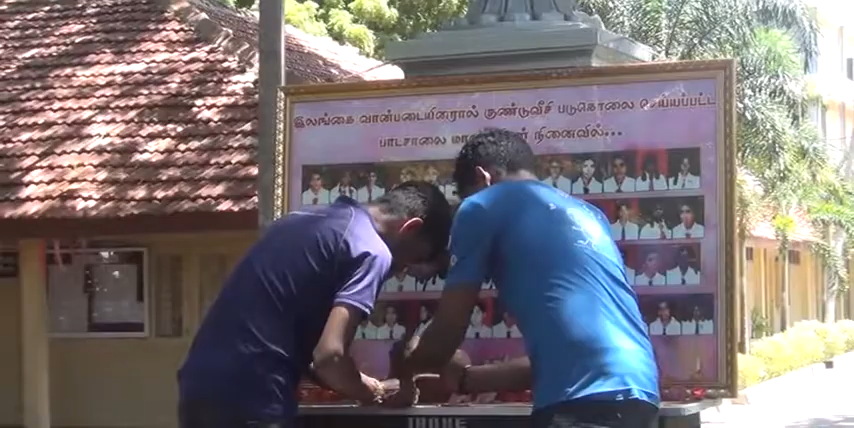 இலங்கை வான்படையினரால் குண்டுவீசி படுகொலை செய்யப்பட்ட
பாடசாலை நினைவில்...